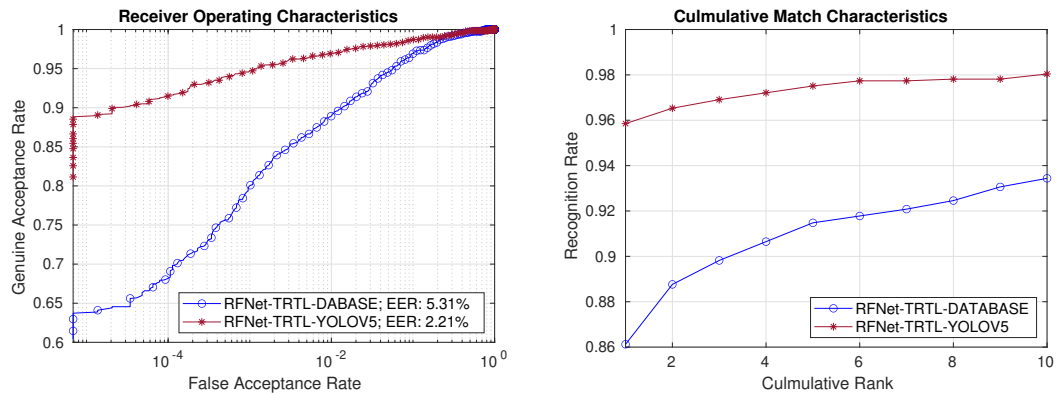 Receiver Operating Characteristics
1
0.95
0.9
0.85
0.8
0.75
0.7
0.65
0.6
Genuine Acceptance Rate
RFNet-TRTL-DABASE; EER: 5.31%
RFNet-TRTL-YOLOV5; EER: 2.21%
10^-4
10^-2
10^0
False Acceptance Rate
Culmulative Match Characteristics
1
0.98
0.96
0.94
0.92
0.9
0.88
0.86
Recognition Rate
RFNet-TRTL-DATABASE
RFNet-TRTL-YOLOV5
2
4
6
8
10
Culmulative Rank